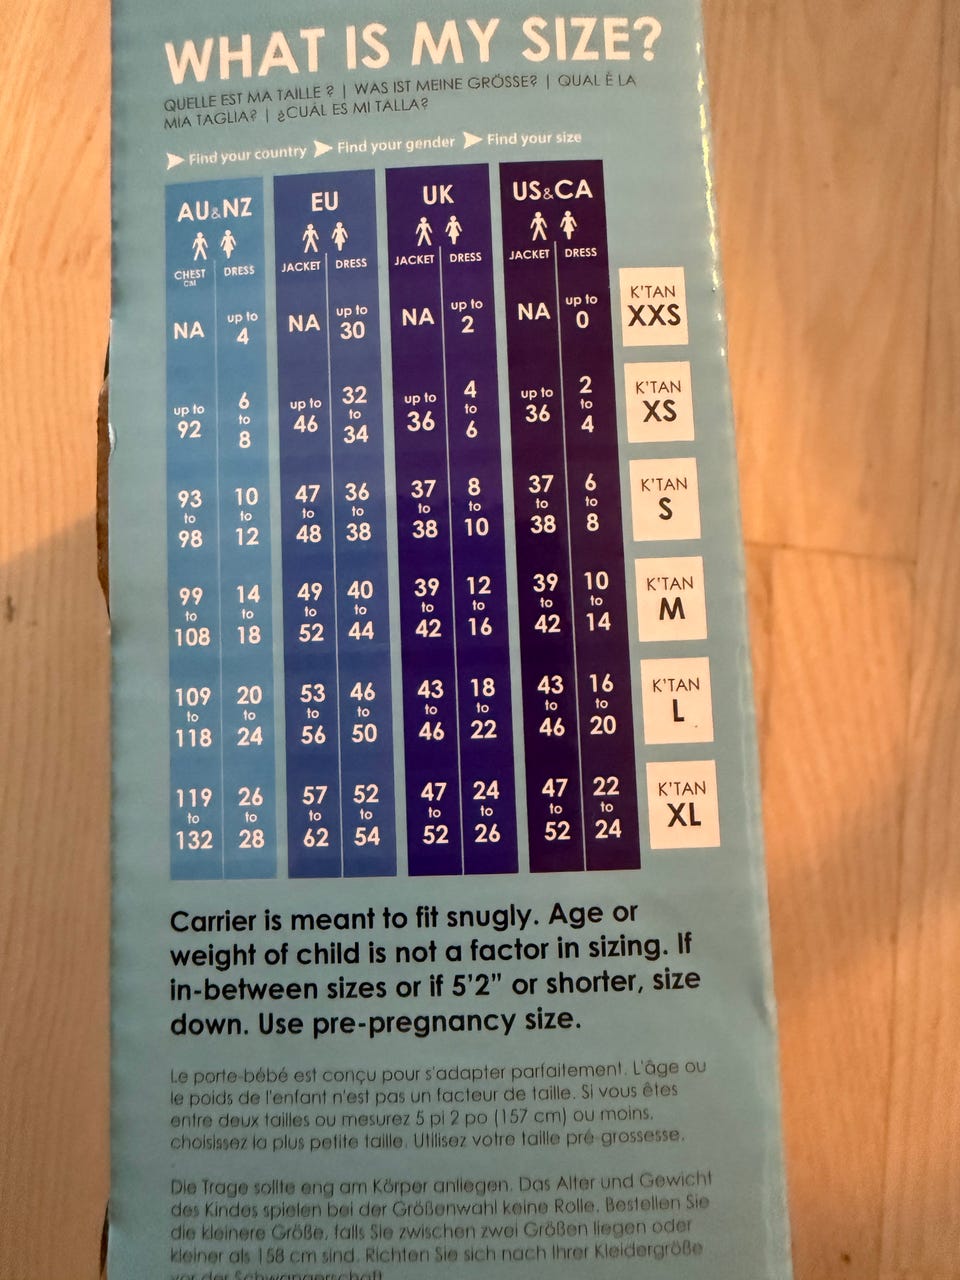 WHAT IS MY SIZE?
QUELLE EST MA TAILLE ? | WAS IST MEINE GRÖSSE? | QUAL È LA
MIA TAGLIA? | ¿CUÁL ES MI TALLA?
Find your country Find your gender Find your size
AU&NZ EU UK US&CA
CHEST CM DRESS JACKET DRESS JACKET DRESS JACKET DRESS
NA up to 4 NA up to 30 NA up to 2 NA up to 0 K'TAN XXS
up to 92 6 to 8 up to 46 32 to 34 up to 36 4 to 6 up to 36 2 to 4 K'TAN XS
93 to 98 10 to 12 47 to 48 36 to 38 37 to 38 8 to 10 37 to 38 6 to 8 K'TAN S
99 to 108 14 to 18 49 to 52 40 to 44 39 to 42 12 to 16 39 to 42 10 to 14 K'TAN M
109 to 118 20 to 24 53 to 56 46 to 50 43 to 46 18 to 22 43 to 46 16 to 20 K'TAN L
119 to 132 26 to 28 57 to 62 52 to 54 47 to 52 24 to 26 47 to 52 22 to 24 K'TAN XL
Carrier is meant to fit snugly. Age or
weight of child is not a factor in sizing. If
in-between sizes or if 5'2” or shorter, size
down. Use pre-pregnancy size.
Le porte-bébé est conçu pour s'adapter parfaitement. L'âge ou
le poids de l'enfant n'est pas un facteur de taille. Si vous êtes
entre deux tailles ou mesurez 5 pi 2 po (157 cm) ou moins,
choisissez la plus petite taille. Utilisez votre taille pré-grossesse.
Die Trage sollte eng am Körper anliegen. Das Alter und Gewicht
des Kindes spielen bei der Größenwahl keine Rolle. Bestellen Sie
die kleinere Größe, falls Sie zwischen zwei Größen liegen oder
kleiner als 158 cm sind. Richten Sie sich nach Ihrer Kleidergröße
vor der Schwangerschaft